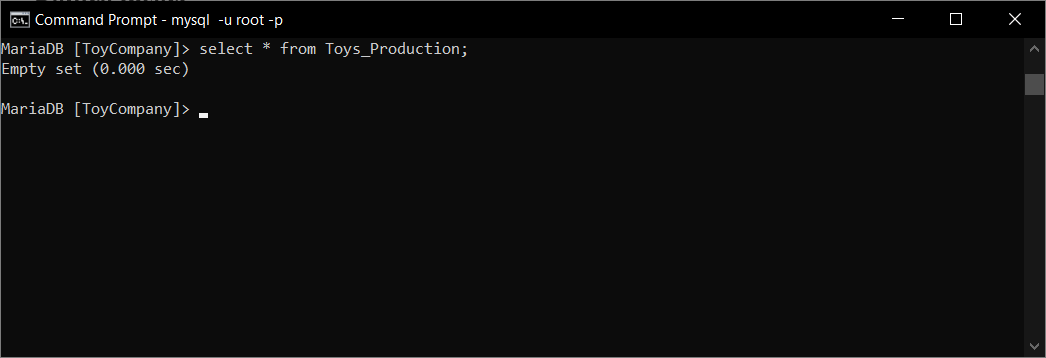 Command Prompt - mysql  -u root -p
MariaDB [ToyCompany]> select * from Toys_Production;
Empty set (0.000 sec)
MariaDB [ToyCompany]>